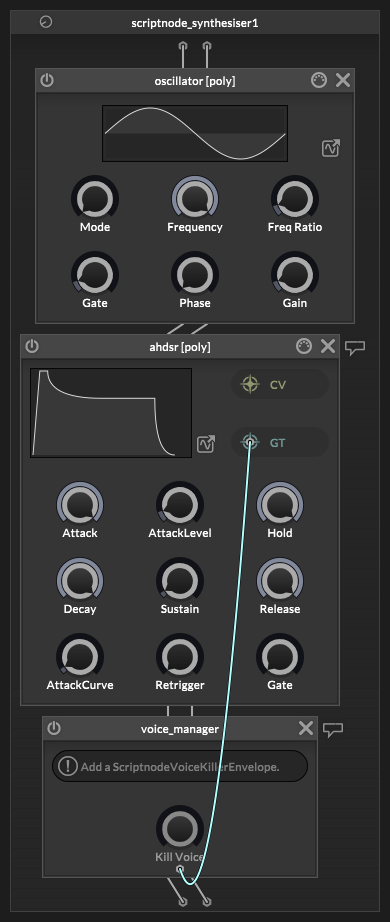 scriptnode_synthesiser1
oscillator [poly]
Mode
Frequency
Freq Ratio
Gate
Phase
Gain
ahdsr [poly]
CV
GT
Attack
AttackLevel
Hold
Decay
Sustain
Release
AttackCurve
Retrigger
Gate
voice_manager
Add a ScriptnodeVoiceKillerEnvelope.
Kill Voice